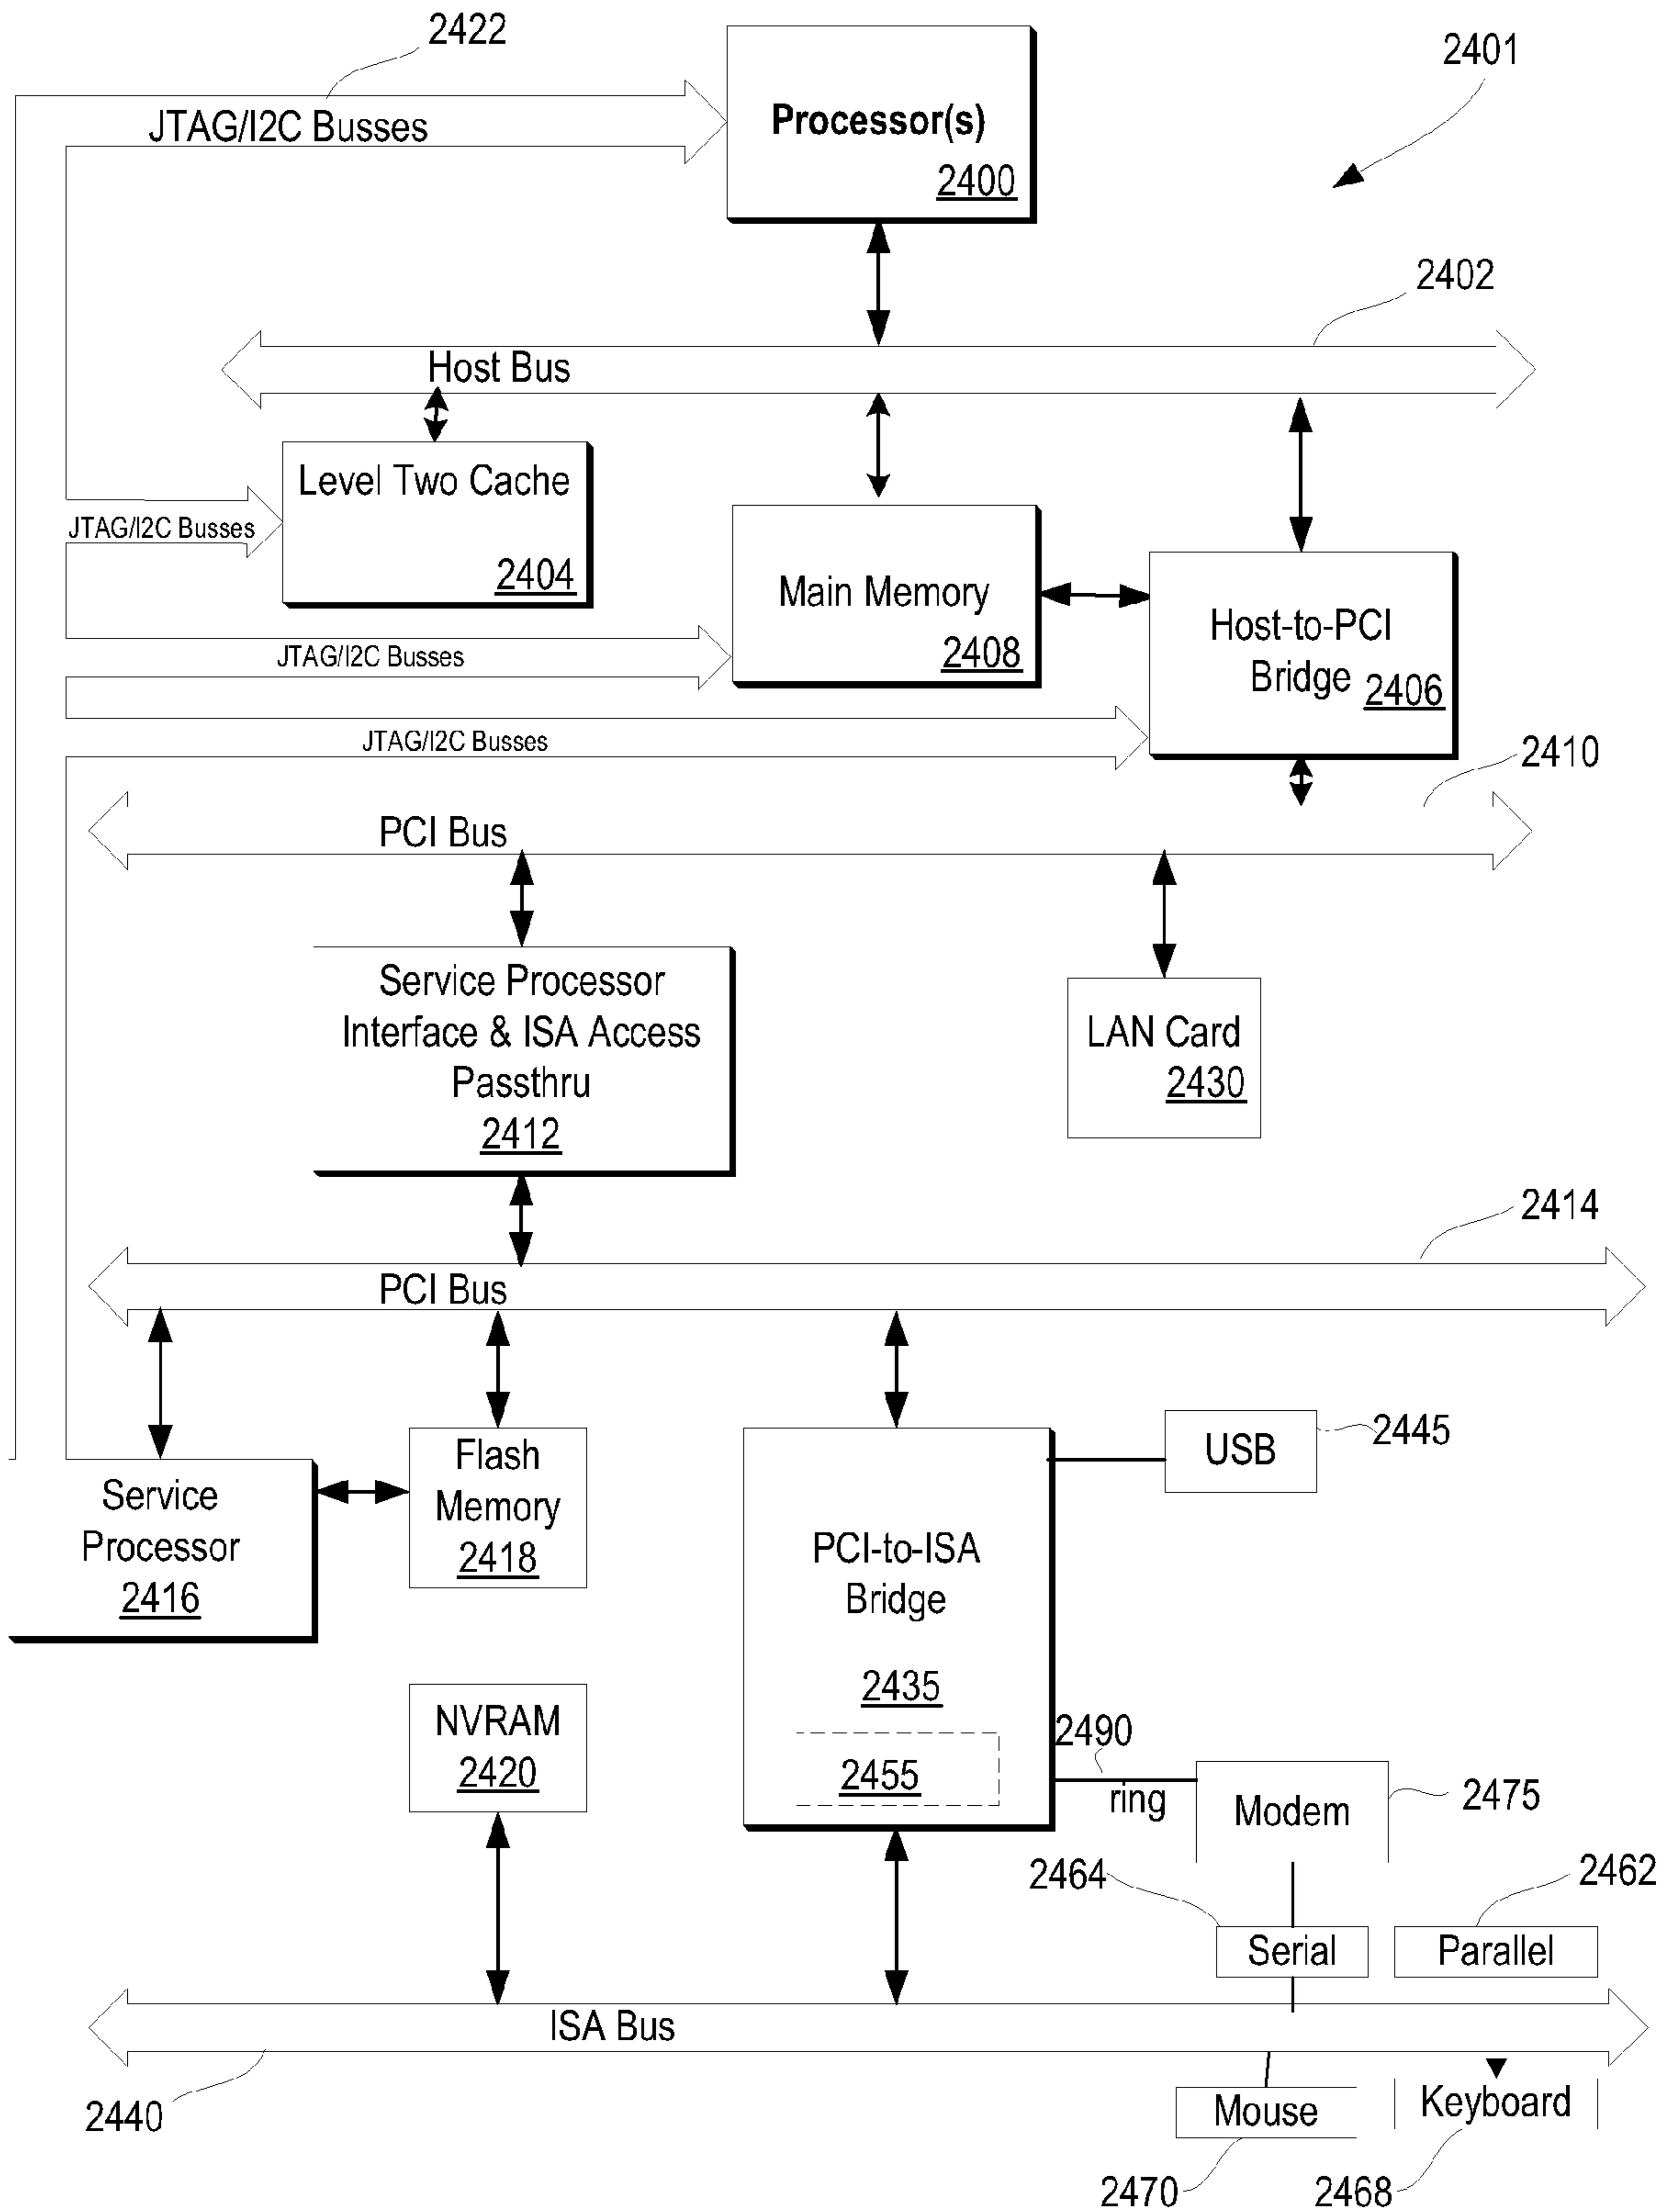 2422
2401
JTAG/I2C Busses
Processor(s)
2400
2402
Host Bus
Level Two Cache
2404
JTAG/I2C Busses
Main Memory
2408
Host-to-PCI
Bridge 2406
JTAG/I2C Busses
JTAG/I2C Busses
2410
PCI Bus
Service Processor
Interface & ISA Access
Passthru
2412
LAN Card
2430
2414
PCI Bus
Service
Processor
2416
Flash
Memory
2418
USB
2445
PCI-to-ISA
Bridge
2435
2455
NVRAM
2420
2490
ring
Modem
2475
2464
2462
Serial
Parallel
ISA Bus
2440
Mouse
Keyboard
2470
2468